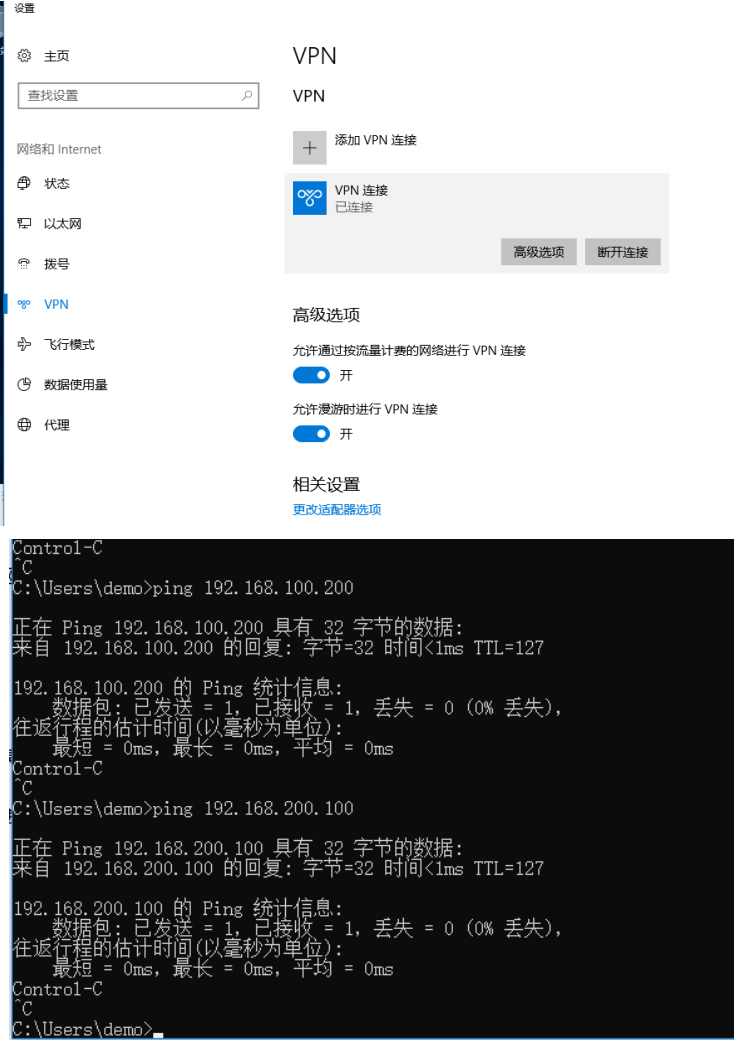 设置
主页
查找设置
网络和 Internet
状态
以太网
拨号
VPN
飞行模式
数据使用量
代理
VPN
VPN
添加 VPN 连接
VPN 连接
已连接
高级选项 断开连接
高级选项
允许通过按流量计费的网络进行 VPN 连接
开
允许漫游时进行 VPN 连接
开
相关设置
更改适配器选项
Control-C
^C
C:\Users\demo>ping 192.168.100.200
正在 Ping 192.168.100.200 具有 32 字节的数据:
来自 192.168.100.200 的回复: 字节=32 时间<1ms TTL=127
192.168.100.200 的 Ping 统计信息:
数据包: 已发送 = 1，已接收 = 1，丢失 = 0 (0% 丢失)，
往返行程的估计时间(以毫秒为单位):
最短 = 0ms，最长 = 0ms，平均 = 0ms
Control-C
^C
C:\Users\demo>ping 192.168.200.100
正在 Ping 192.168.200.100 具有 32 字节的数据:
来自 192.168.200.100 的回复: 字节=32 时间<1ms TTL=127
192.168.200.100 的 Ping 统计信息:
数据包: 已发送 = 1，已接收 = 1，丢失 = 0 (0% 丢失)，
往返行程的估计时间(以毫秒为单位):
最短 = 0ms，最长 = 0ms，平均 = 0ms
Control-C
^C
C:\Users\demo>